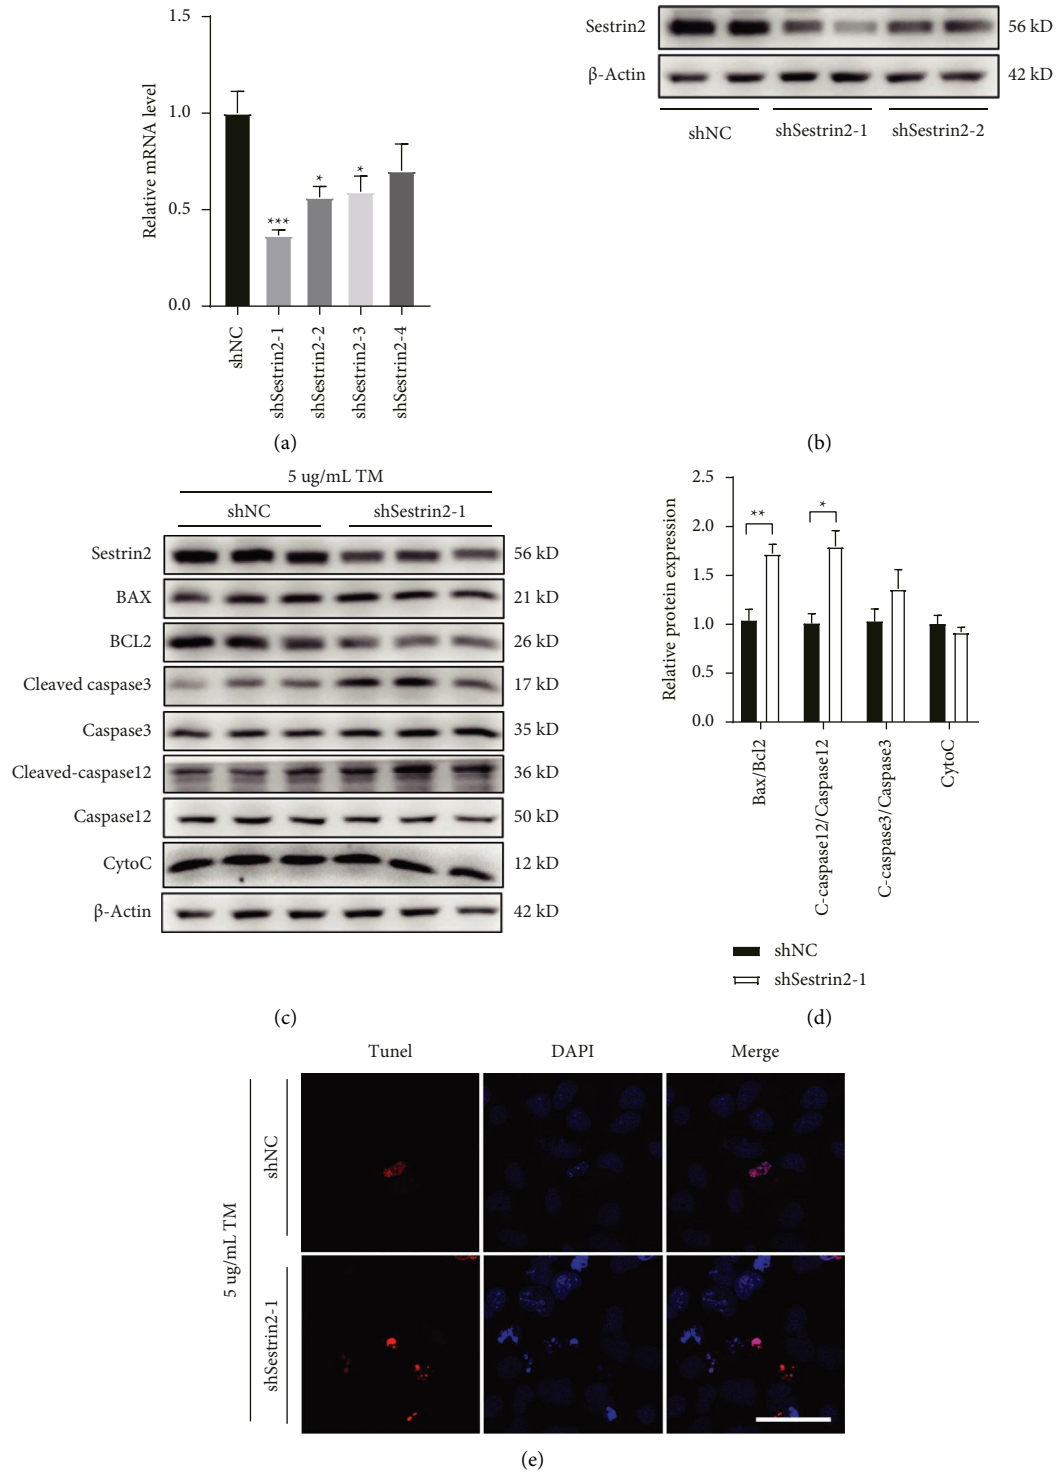 1.5
1.0
0.5
0.0
Relative mRNA level
***
*
*
shNC
shSestrin2-1
shSestrin2-2
shSestrin2-3
shSestrin2-4
(a)
Sestrin2
56 kD
β-Actin
42 kD
shNC
shSestrin2-1
shSestrin2-2
(b)
5 ug/mL TM
shNC
shSestrin2-1
Sestrin2
56 kD
BAX
21 kD
BCL2
26 kD
Cleaved caspase3
17 kD
Caspase3
35 kD
Cleaved-caspase12
36 kD
Caspase12
50 kD
CytoC
12 kD
β-Actin
42 kD
(c)
2.5
2.0
1.5
1.0
0.5
0.0
Relative protein expression
**
*
Bax/Bcl2
C-caspase12/Caspase12
C-caspase3/Caspase3
CytoC
shNC
shSestrin2-1
(d)
Tunel
DAPI
Merge
5 ug/mL TM
shNC
shSestrin2-1
(e)